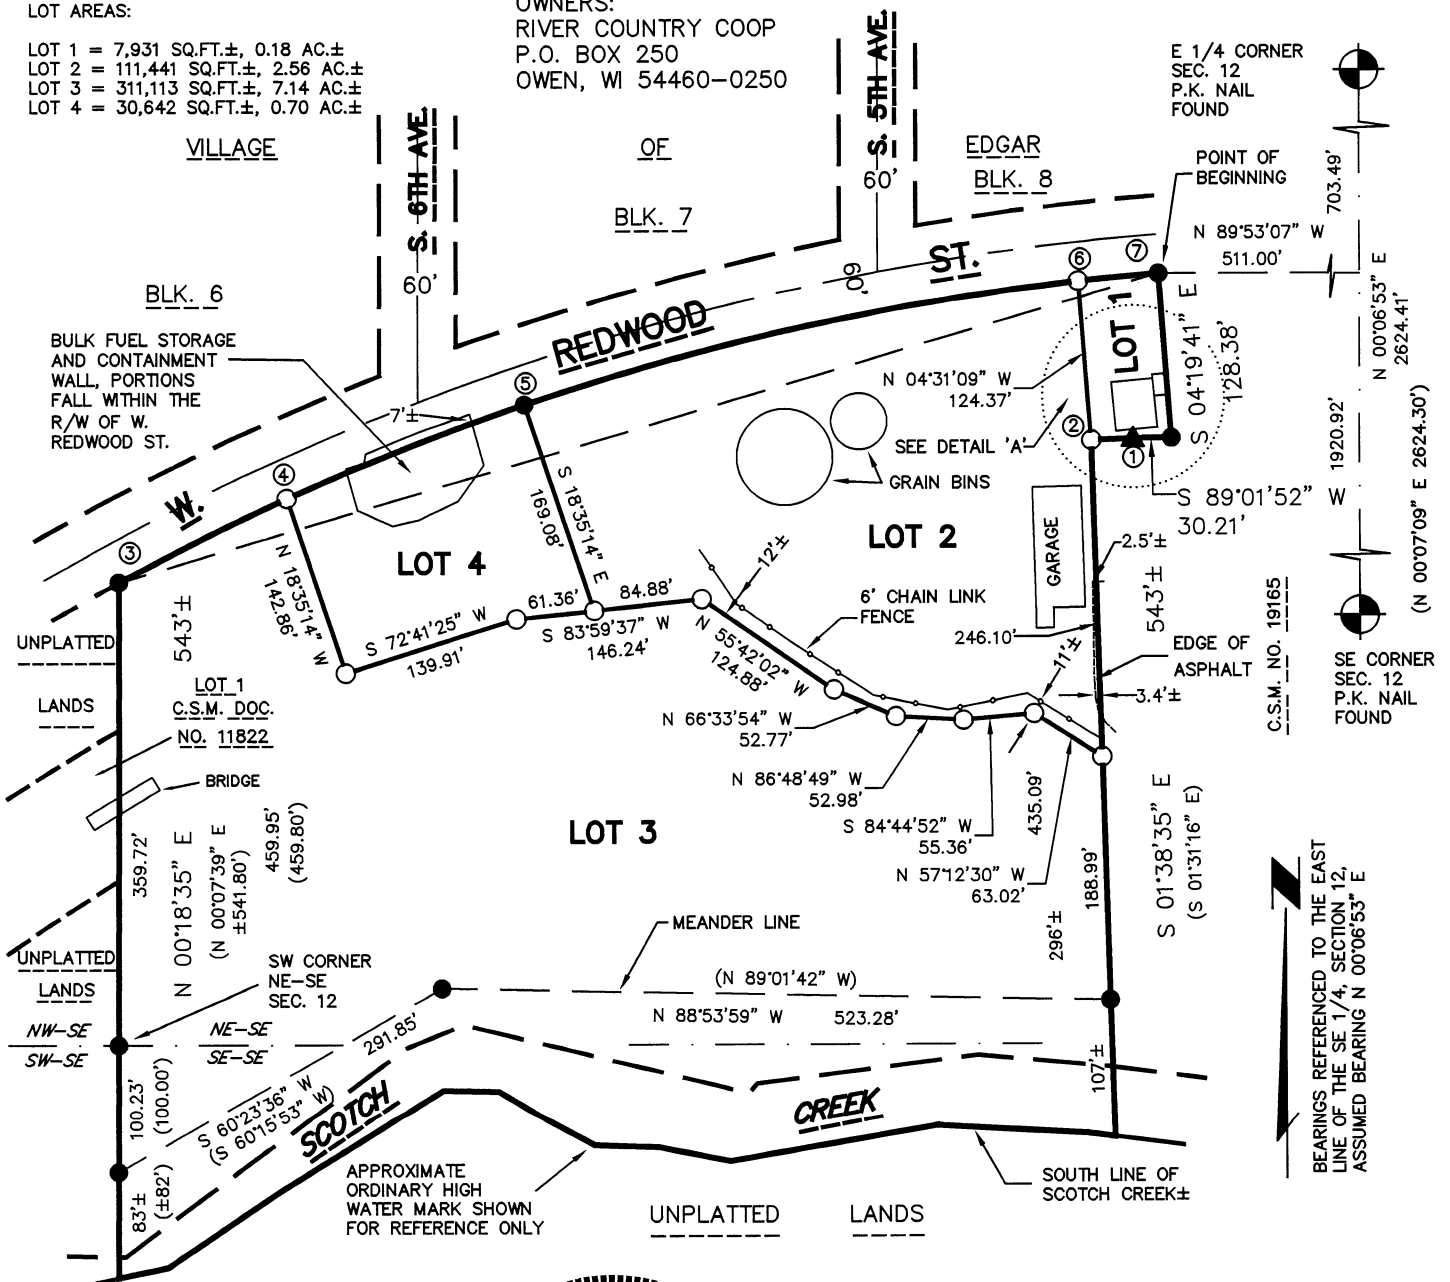 LOT AREAS:
LOT 1 = 7,931 SQ.FT.±, 0.18 AC.±
LOT 2 = 111,441 SQ.FT.±, 2.56 AC.±
LOT 3 = 311,113 SQ.FT.±, 7.14 AC.±
LOT 4 = 30,642 SQ.FT.±, 0.70 AC.±
OWNERS:
RIVER COUNTRY COOP
P.O. BOX 250
OWEN, WI 54460-0250
E 1/4 CORNER
SEC. 12
P.K. NAIL
FOUND
VILLAGE
OF
EDGAR
BLK. 8
BLK. 7
BLK. 6
S. 6TH AVE.
60'
S. 5TH AVE.
60'
60'
W.
REDWOOD
ST.
POINT OF
BEGINNING
N 89°53'07" W
511.00'
703.49'
N 00°06'53" E
2624.41'
(N 00°07'09" E 2624.30')
1920.92'
BULK FUEL STORAGE
AND CONTAINMENT
WALL, PORTIONS
FALL WITHIN THE
R/W OF W.
REDWOOD ST.
7'±
③
④
⑤
⑥
⑦
②
①
LOT 1
S 04°19'41" E
128.38'
N 04°31'09" W
124.37'
SEE DETAIL 'A'
GRAIN BINS
S 89°01'52" W
30.21'
LOT 2
GARAGE
2.5'±
543'±
246.10'
EDGE OF
ASPHALT
3.4'±
11'±
12'±
6' CHAIN LINK
FENCE
LOT 4
S 18°35'14" E
169.08'
N 18°35'14" W
142.86'
S 72°41'25" W
139.91'
61.36'
84.88'
S 83°59'37" W
146.24'
N 55°42'02" W
124.88'
N 66°33'54" W
52.77'
N 86°48'49" W
52.98'
S 84°44'52" W
55.36'
N 57°12'30" W
63.02'
435.09'
188.99'
S 01°38'35" E
(S 01°31'16" E)
296'±
107'±
C.S.M. NO. 19165
SE CORNER
SEC. 12
P.K. NAIL
FOUND
UNPLATTED
LANDS
543'±
LOT 1
C.S.M. DOC.
NO. 11822
BRIDGE
LOT 3
359.72'
N 00°18'35" E
(N 00°07'39" E
±541.80')
459.95'
(459.80')
UNPLATTED
LANDS
SW CORNER
NE-SE
SEC. 12
NW-SE
NE-SE
SW-SE
SE-SE
MEANDER LINE
(N 89°01'42" W)
N 88°53'59" W 523.28'
291.85'
S 60°23'36" W
(S 60°15'53" W)
100.23'
(100.00')
83'±
(±82')
SCOTCH
CREEK
APPROXIMATE
ORDINARY HIGH
WATER MARK SHOWN
FOR REFERENCE ONLY
SOUTH LINE OF
SCOTCH CREEK±
UNPLATTED LANDS
BEARINGS REFERENCED TO THE EAST
LINE OF THE SE 1/4, SECTION 12,
ASSUMED BEARING N 00°06'53" E
N